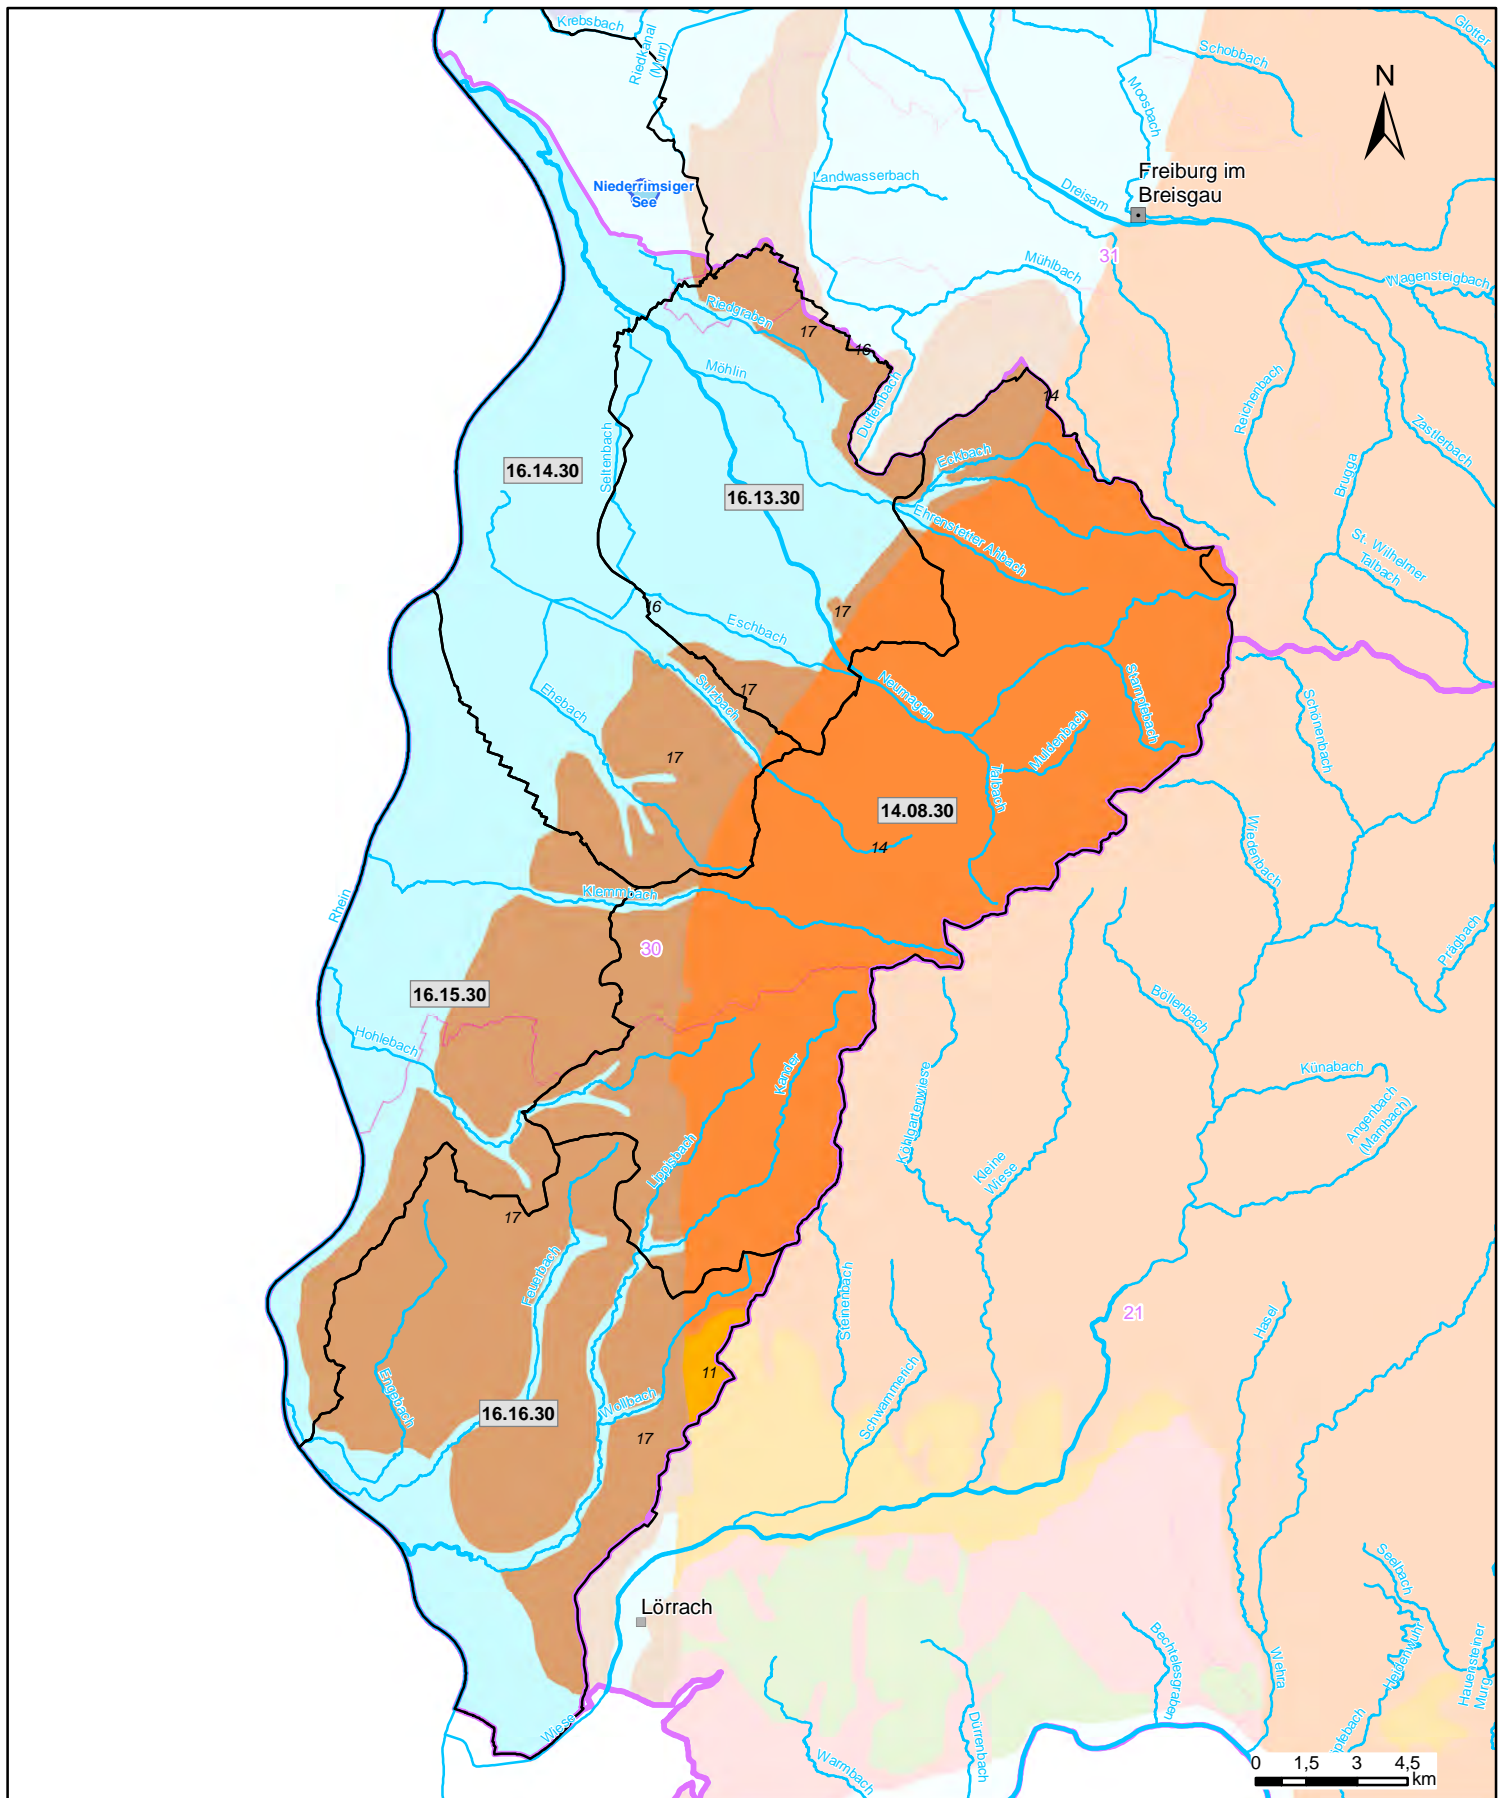 Krebsbach
Riedkanal
(Murr)
Glotter
Schobbach
Moosbach
N
Freiburg im
Breisgau
Niederrimsiger
See
Landwasserbach
Dreisam
Mühlbach
31
Wagensteigbach
Riedgraben
17
16
Möhlin
Duffernbach
14
Reichenbach
Zastlerbach
Brugga
Eckbach
16.14.30
Seltenbach
16.13.30
Ehrenstetter Ahbach
St. Wilhelmer
Talbach
16
17
Eschbach
Ehebach
Sulzbach
17
Neumagen
Stampfebach
Schönenbach
17
Muldenbach
Talbach
14.08.30
14
Wiedenbach
Rhein
Klemmbach
30
Prägbach
16.15.30
Böllenbach
Hohlebach
Kander
Köhlgartenwiese
Künabach
Angenbach
(Mambach)
Lippisbach
Kleine
Wiese
17
Feuerbach
Steinenbach
21
Hasel
11
Engebach
16.16.30
Wollbach
Schwammerich
17
Lörrach
Seelbach
Bechtelesgraben
Wehra
Heidenwuhr
Hauensteiner
Murg
Wiese
Warmbach
Dürrenbach
0 1,5 3 4,5
km